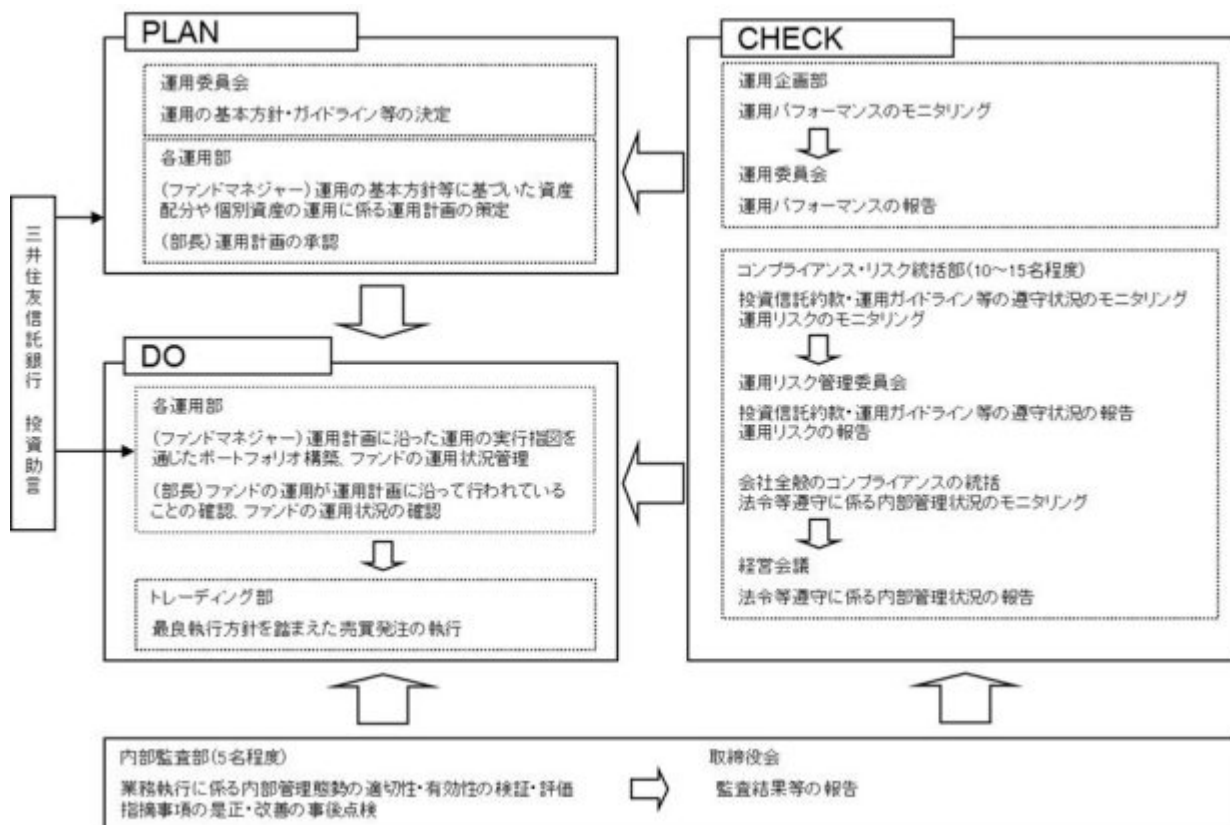 PLAN
運用委員会
運用の基本方針・ガイドライン等の決定
各運用部
(ファンドマネジャー)運用の基本方針等に基づいた資産
配分や個別資産の運用に係る運用計画の策定
(部長)運用計画の承認
三井住友信託銀行 投資助言
DO
各運用部
(ファンドマネジャー)運用計画に沿った運用の実行指図を
通じたポートフォリオ構築、ファンドの運用状況管理
(部長)ファンドの運用が運用計画に沿って行われている
ことの確認、ファンドの運用状況の確認
トレーディング部
最良執行方針を踏まえた売買発注の執行
CHECK
運用企画部
運用パフォーマンスのモニタリング
運用委員会
運用パフォーマンスの報告
コンプライアンス・リスク統括部(10～15名程度)
投資信託約款・運用ガイドライン等の遵守状況のモニタリング
運用リスクのモニタリング
運用リスク管理委員会
投資信託約款・運用ガイドライン等の遵守状況の報告
運用リスクの報告
会社全般のコンプライアンスの統括
法令等遵守に係る内部管理状況のモニタリング
経営会議
法令等遵守に係る内部管理状況の報告
内部監査部(5名程度)
業務執行に係る内部管理態勢の適切性・有効性の検証・評価
指摘事項の是正・改善の事後点検
取締役会
監査結果等の報告